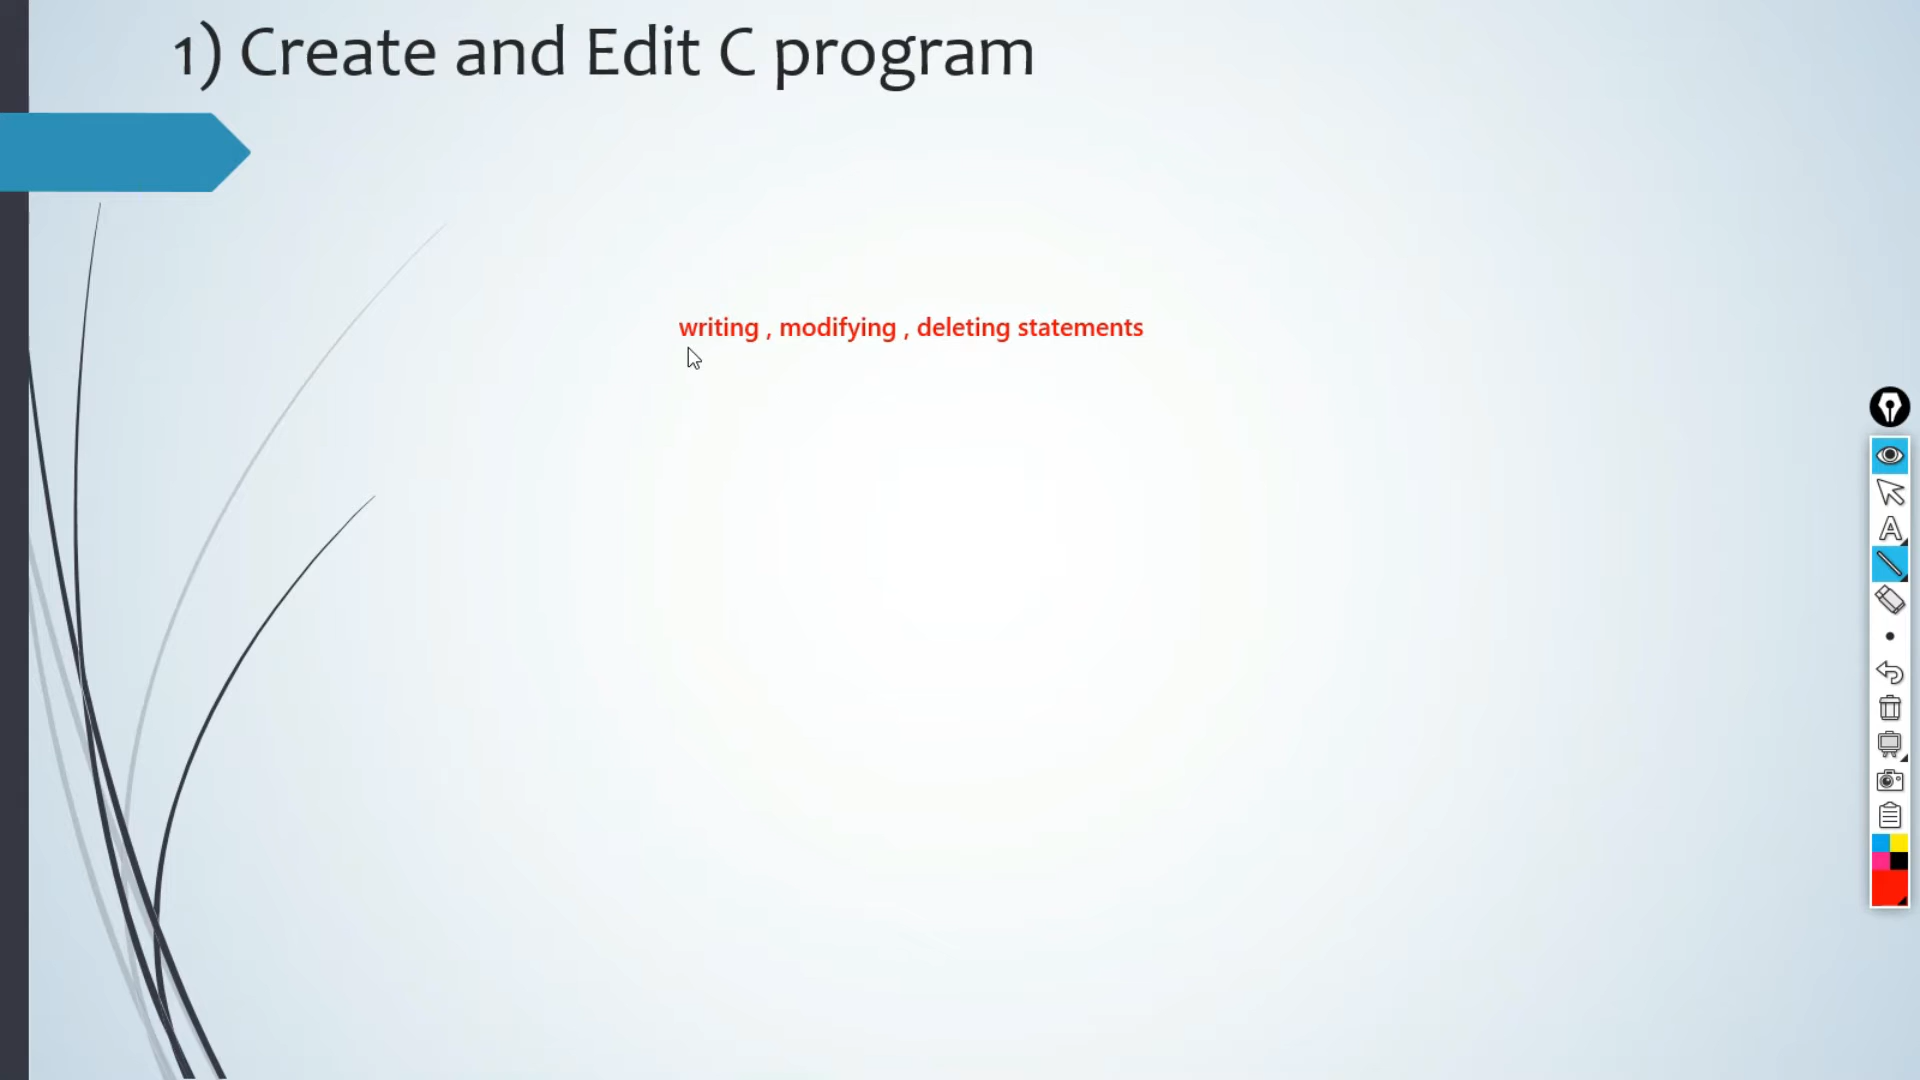 1) Create and Edit C program
writing , modifying , deleting statements